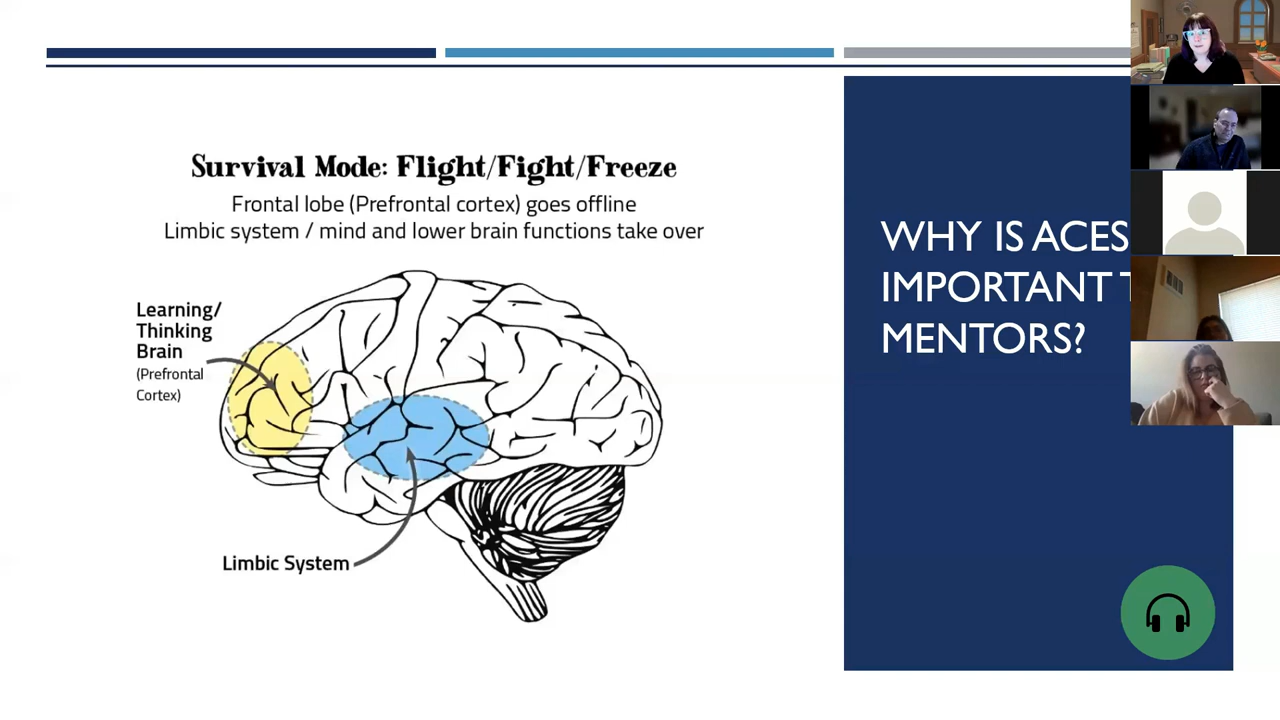 Survival Mode: Flight/Fight/Freeze
Frontal lobe (Prefrontal cortex) goes offline
Limbic system / mind and lower brain functions take over
Learning/
Thinking
Brain
(Prefrontal
Cortex)
Limbic System
WHY IS ACES
IMPORTANT
MENTORS?